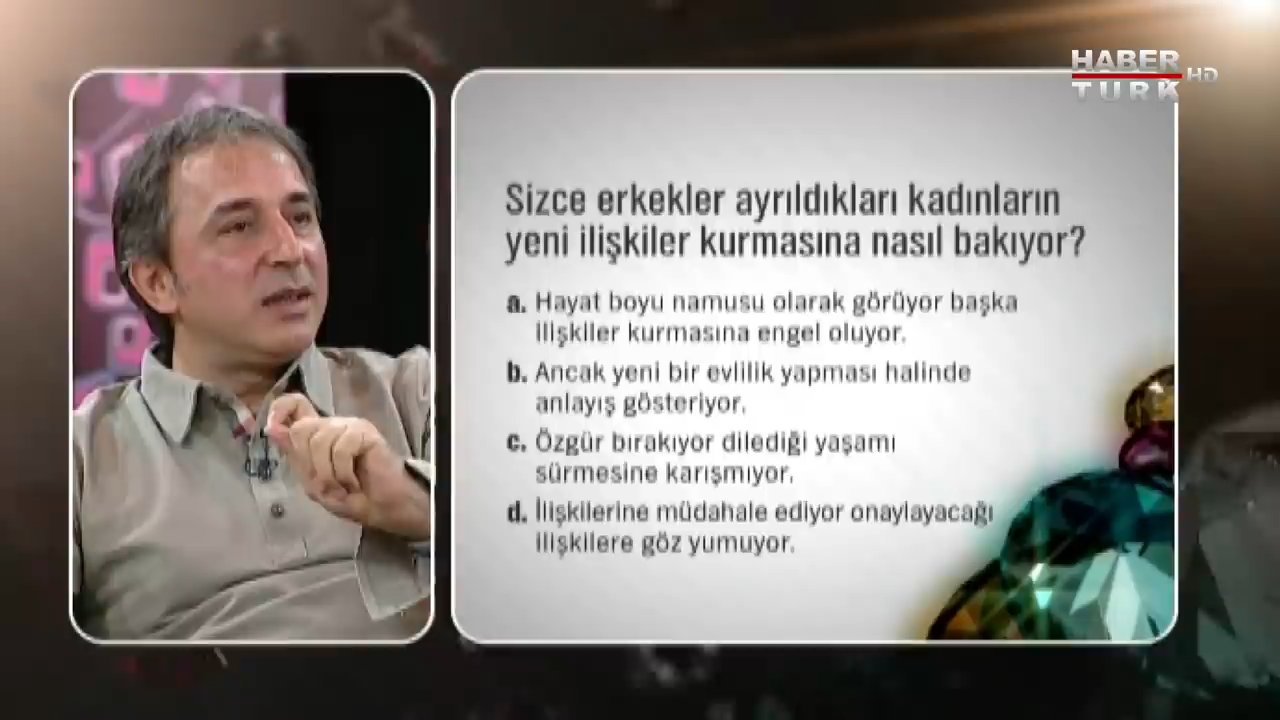 HABER
TURK HD
Sizce erkekler ayrıldıkları kadınların
yeni ilişkiler kurmasına nasıl bakıyor?
a. Hayat boyu namusu olarak görüyor başka
ilişkiler kurmasına engel oluyor.
b. Ancak yeni bir evlilik yapması halinde
anlayış gösteriyor.
c. Özgür bırakıyor dilediği yaşamı
sürmesine karışmıyor.
d. İlişkilerine müdahale ediyor onaylayacağı
ilişkilere göz yumuyor.